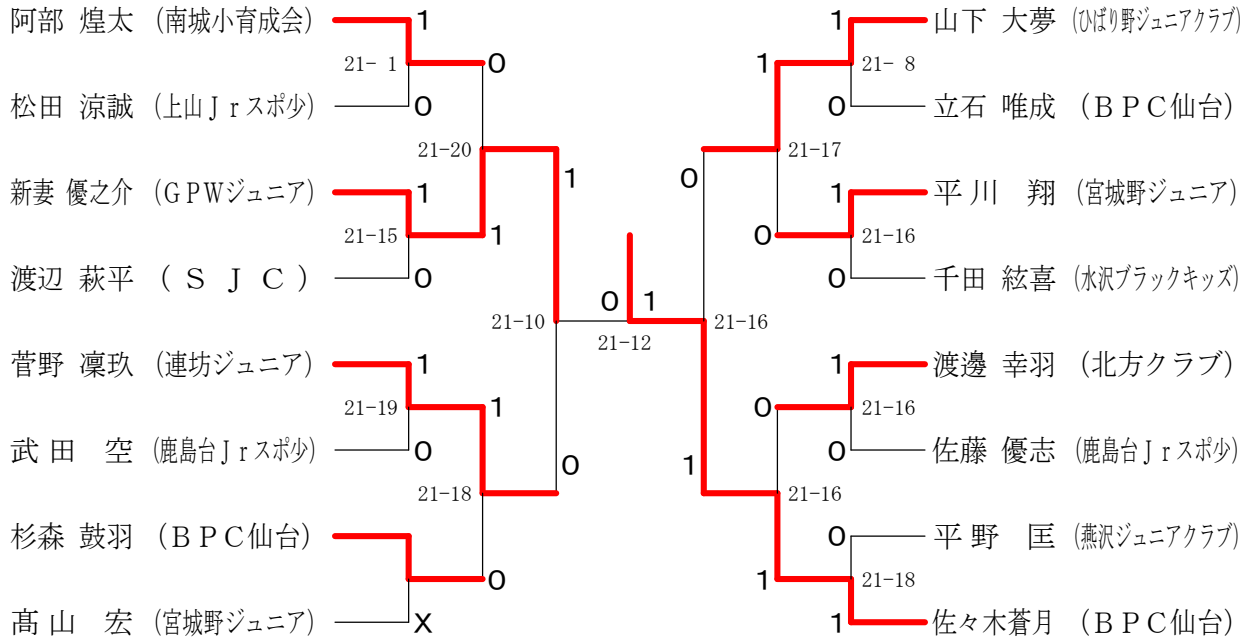 阿部 煌太 (南城小育成会) 1 1 山下 大夢 (ひばり野ジュニアクラブ)
21- 1 0 1 21- 8
松田 涼誠 (上山Ｊｒスポ少) 0 0 立石 唯成 (ＢＰＣ仙台)
21-20 21-17
新妻 優之介 (ＧＰＷジュニア) 1 1 0 1 平川 翔 (宮城野ジュニア)
21-15 1 0 21-16
渡辺 萩平 (ＳＪＣ) 0 0 千田 絃喜 (水沢ブラックキッズ)
0 1
21-10 21-12 21-16
菅野 凜玖 (連坊ジュニア) 1 1 渡邊 幸羽 (北方クラブ)
21-19 1 0 21-16
武田 空 (鹿島台Ｊｒスポ少) 0 0 1 0 佐藤 優志 (鹿島台Ｊｒスポ少)
21-18 21-16
杉森 鼓羽 (ＢＰＣ仙台) 0 平野 匡 (燕沢ジュニアクラブ)
0 1 21-18
髙山 宏 (宮城野ジュニア) X 1 佐々木蒼月 (ＢＰＣ仙台)